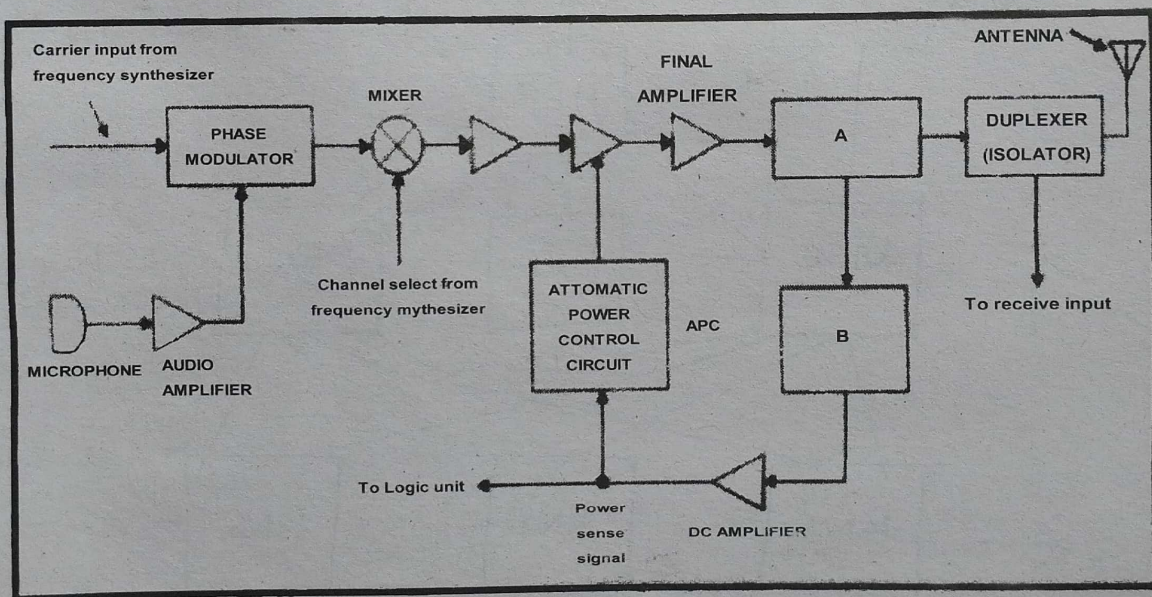 Carrier input from
frequency synthesizer
PHASE
MODULATOR
MIXER
FINAL
AMPLIFIER
A
DUPLEXER
(ISOLATOR)
ANTENNA
MICROPHONE
AUDIO
AMPLIFIER
Channel select from
frequency mythesizer
ATTOMATIC
POWER
CONTROL
CIRCUIT
APC
B
To receive input
To Logic unit
Power
sense
signal
DC AMPLIFIER